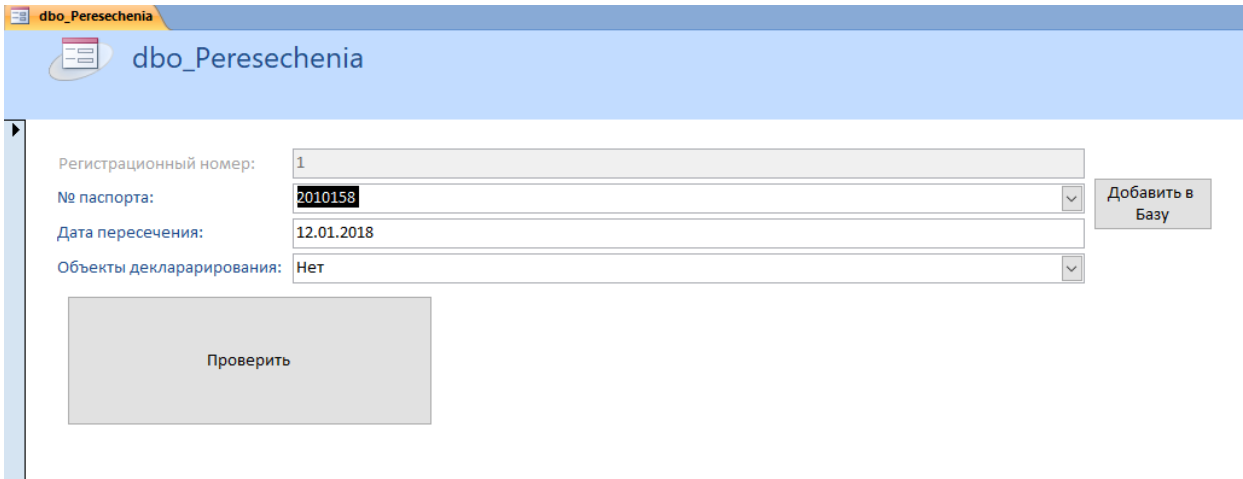 dbo_Peresechenia
dbo_Peresechenia
Регистрационный номер: 1
№ паспорта: 2010158
Добавить в
Базу
Дата пересечения: 12.01.2018
Объекты декларарирования: Нет
Проверить